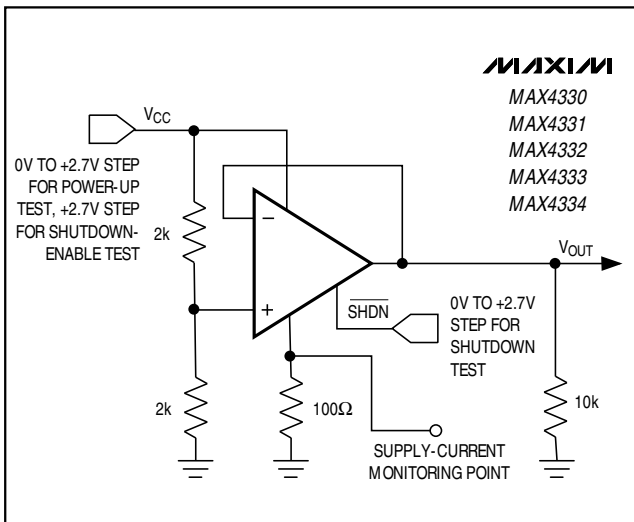 MAXIM
MAX4330
MAX4331
MAX4332
MAX4333
MAX4334
VCC
0V TO +2.7V STEP
FOR POWER-UP
TEST, +2.7V STEP
FOR SHUTDOWN-
ENABLE TEST
2k
−
+
SHDN
VOUT
0V TO +2.7V
STEP FOR
SHUTDOWN
TEST
2k
100Ω
10k
SUPPLY-CURRENT
MONITORING POINT